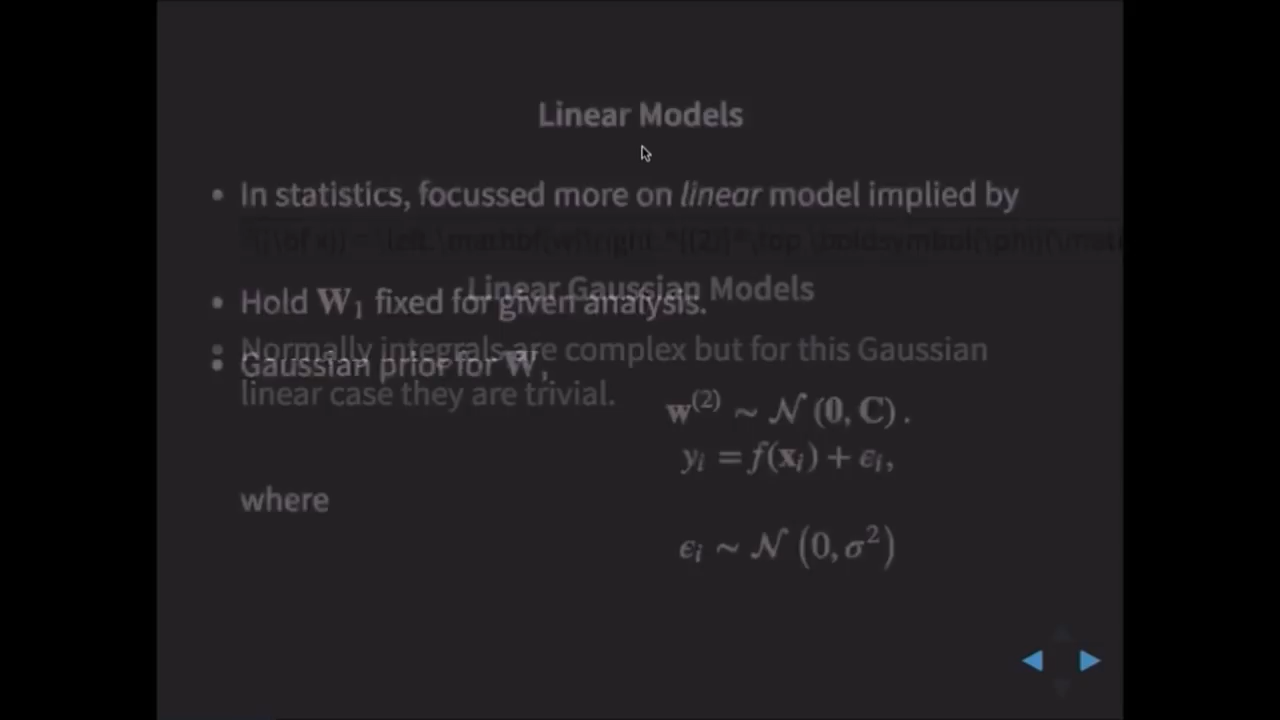 Linear Models
• In statistics, focussed more on linear model implied by
Linear Gaussian Models
• Hold W₁ fixed for given analysis.
• Normally integrals are complex but for this Gaussian
• Gaussian prior for W,
linear case they are trivial.
w⁽²⁾ ∼ 𝒩 (0, C) .
yᵢ = f(xᵢ) + ϵᵢ,
where
ϵᵢ ∼ 𝒩 (0, σ²)